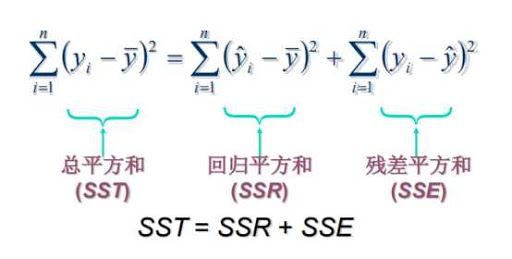 $\sum_{i=1}^{n}(y_i - \bar{y})^2 = \sum_{i=1}^{n}(\hat{y}_i - \bar{y})^2 + \sum_{i=1}^{n}(y_i - \hat{y})^2$
总平方和 回归平方和 残差平方和
(SST) (SSR) (SSE)
SST = SSR + SSE